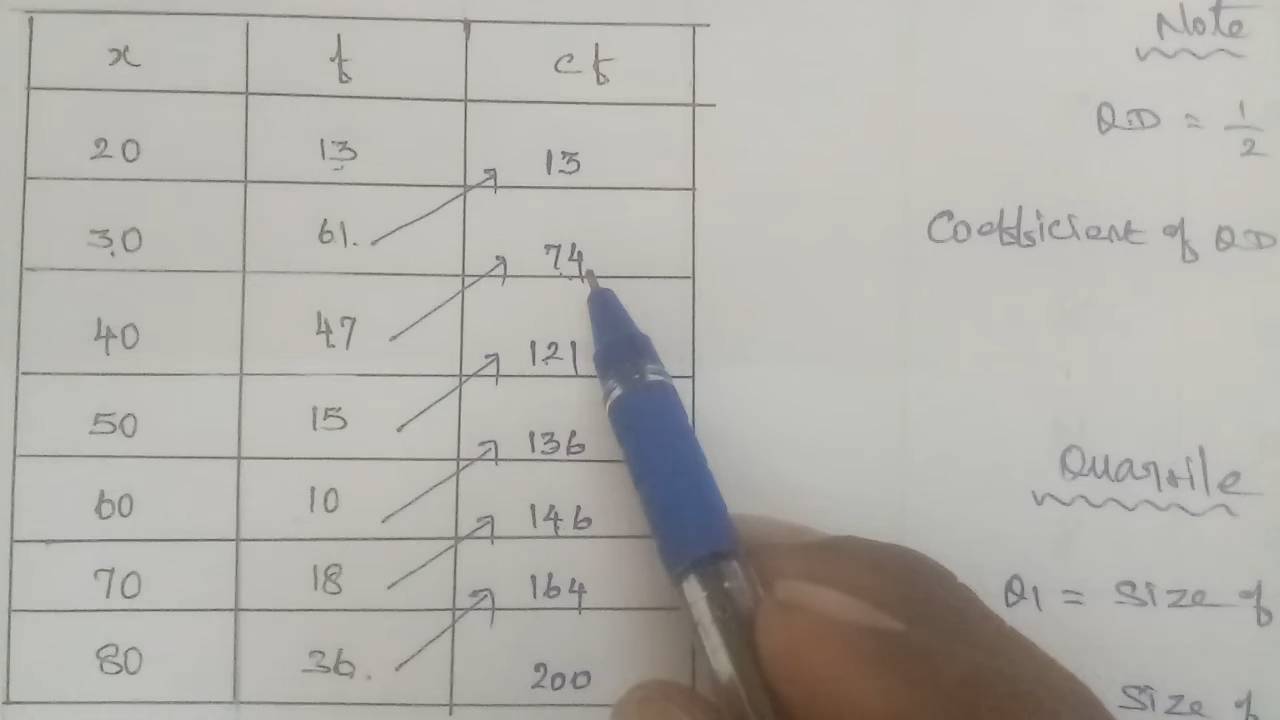 x f cf
20 13 13
30 61. 74
40 47 121
50 15 136
60 10 146
70 18 164
80 36. 200
Note
QD = 1/2
Coefficient of QD
Quartile
Q1 = Size of
Size of